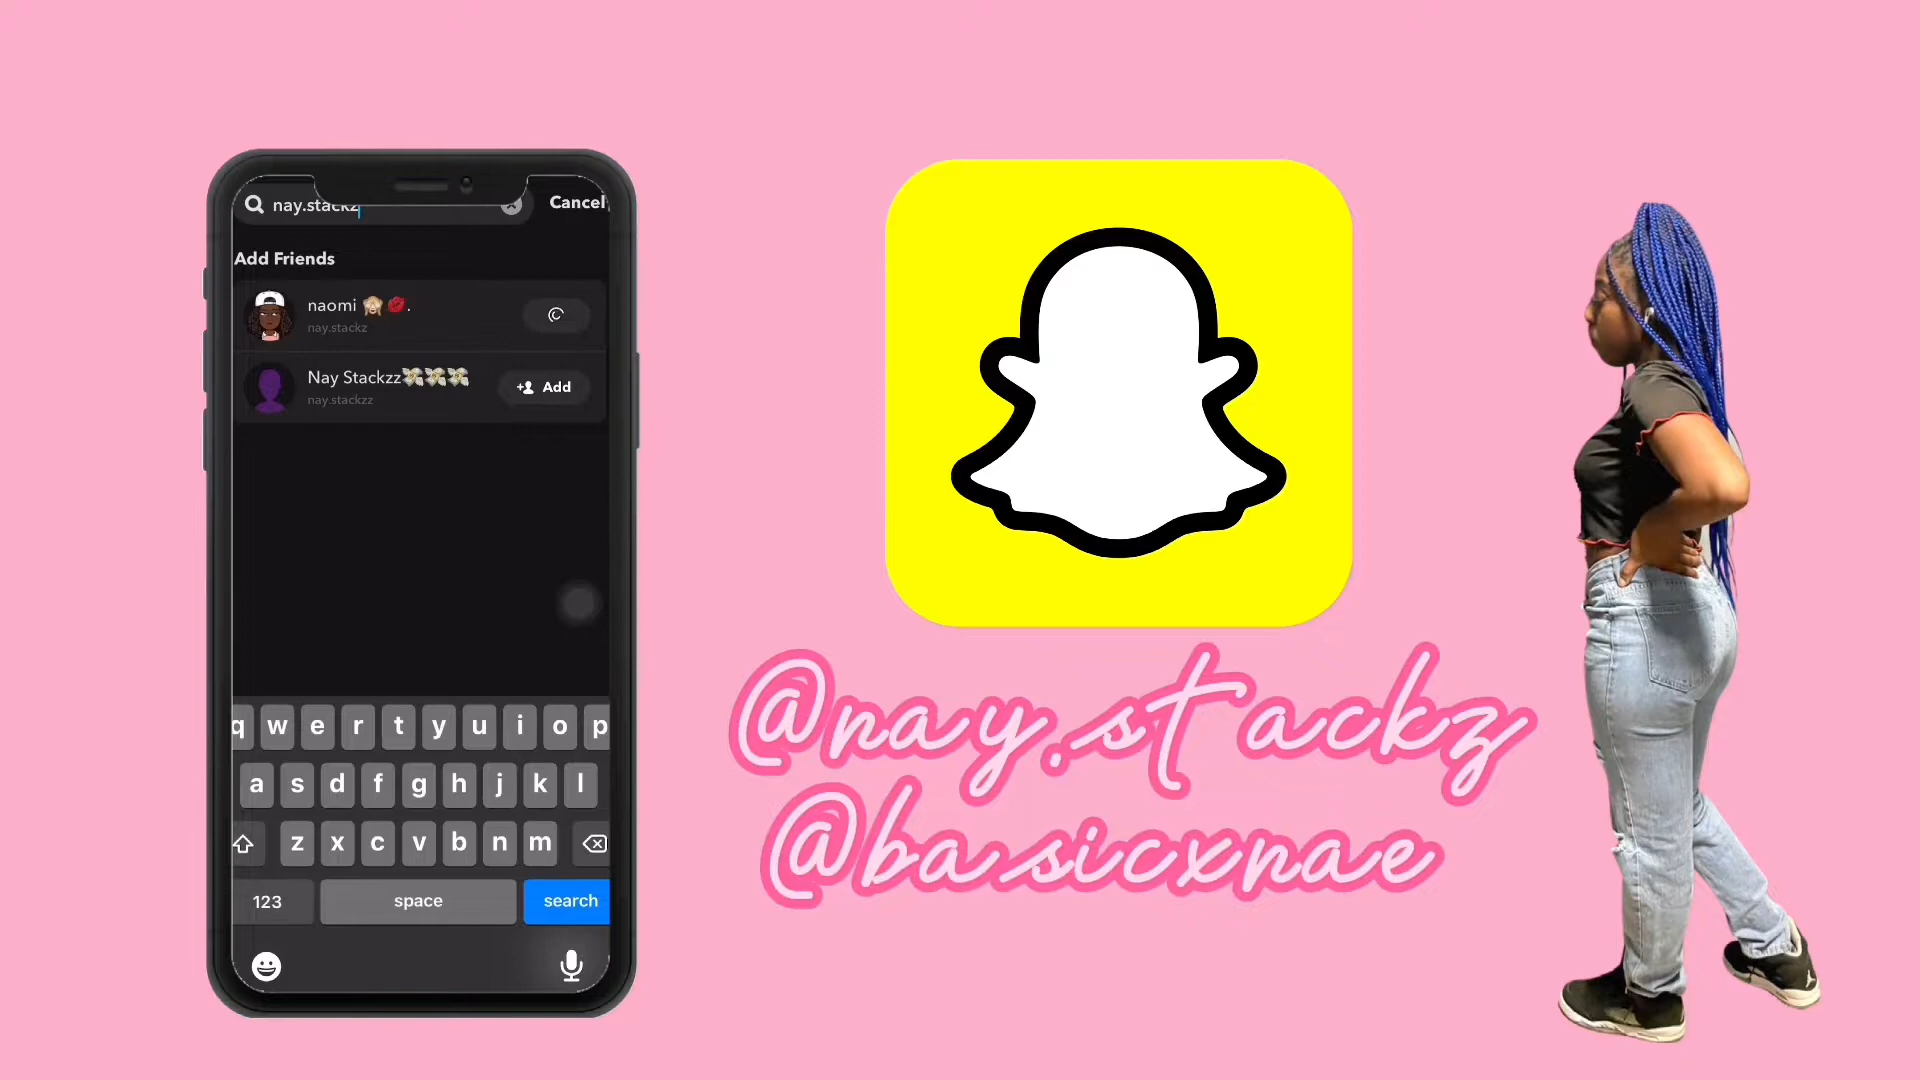 nay.stackz
Cancel
Add Friends
naomi 🙈💋.
nay.stackz
Nay Stackzz💸💸💸
nay.stackzz
Add
q w e r t y u i o p
a s d f g h j k l
z x c v b n m
123 space search
@nay.stackz
@basicxnae